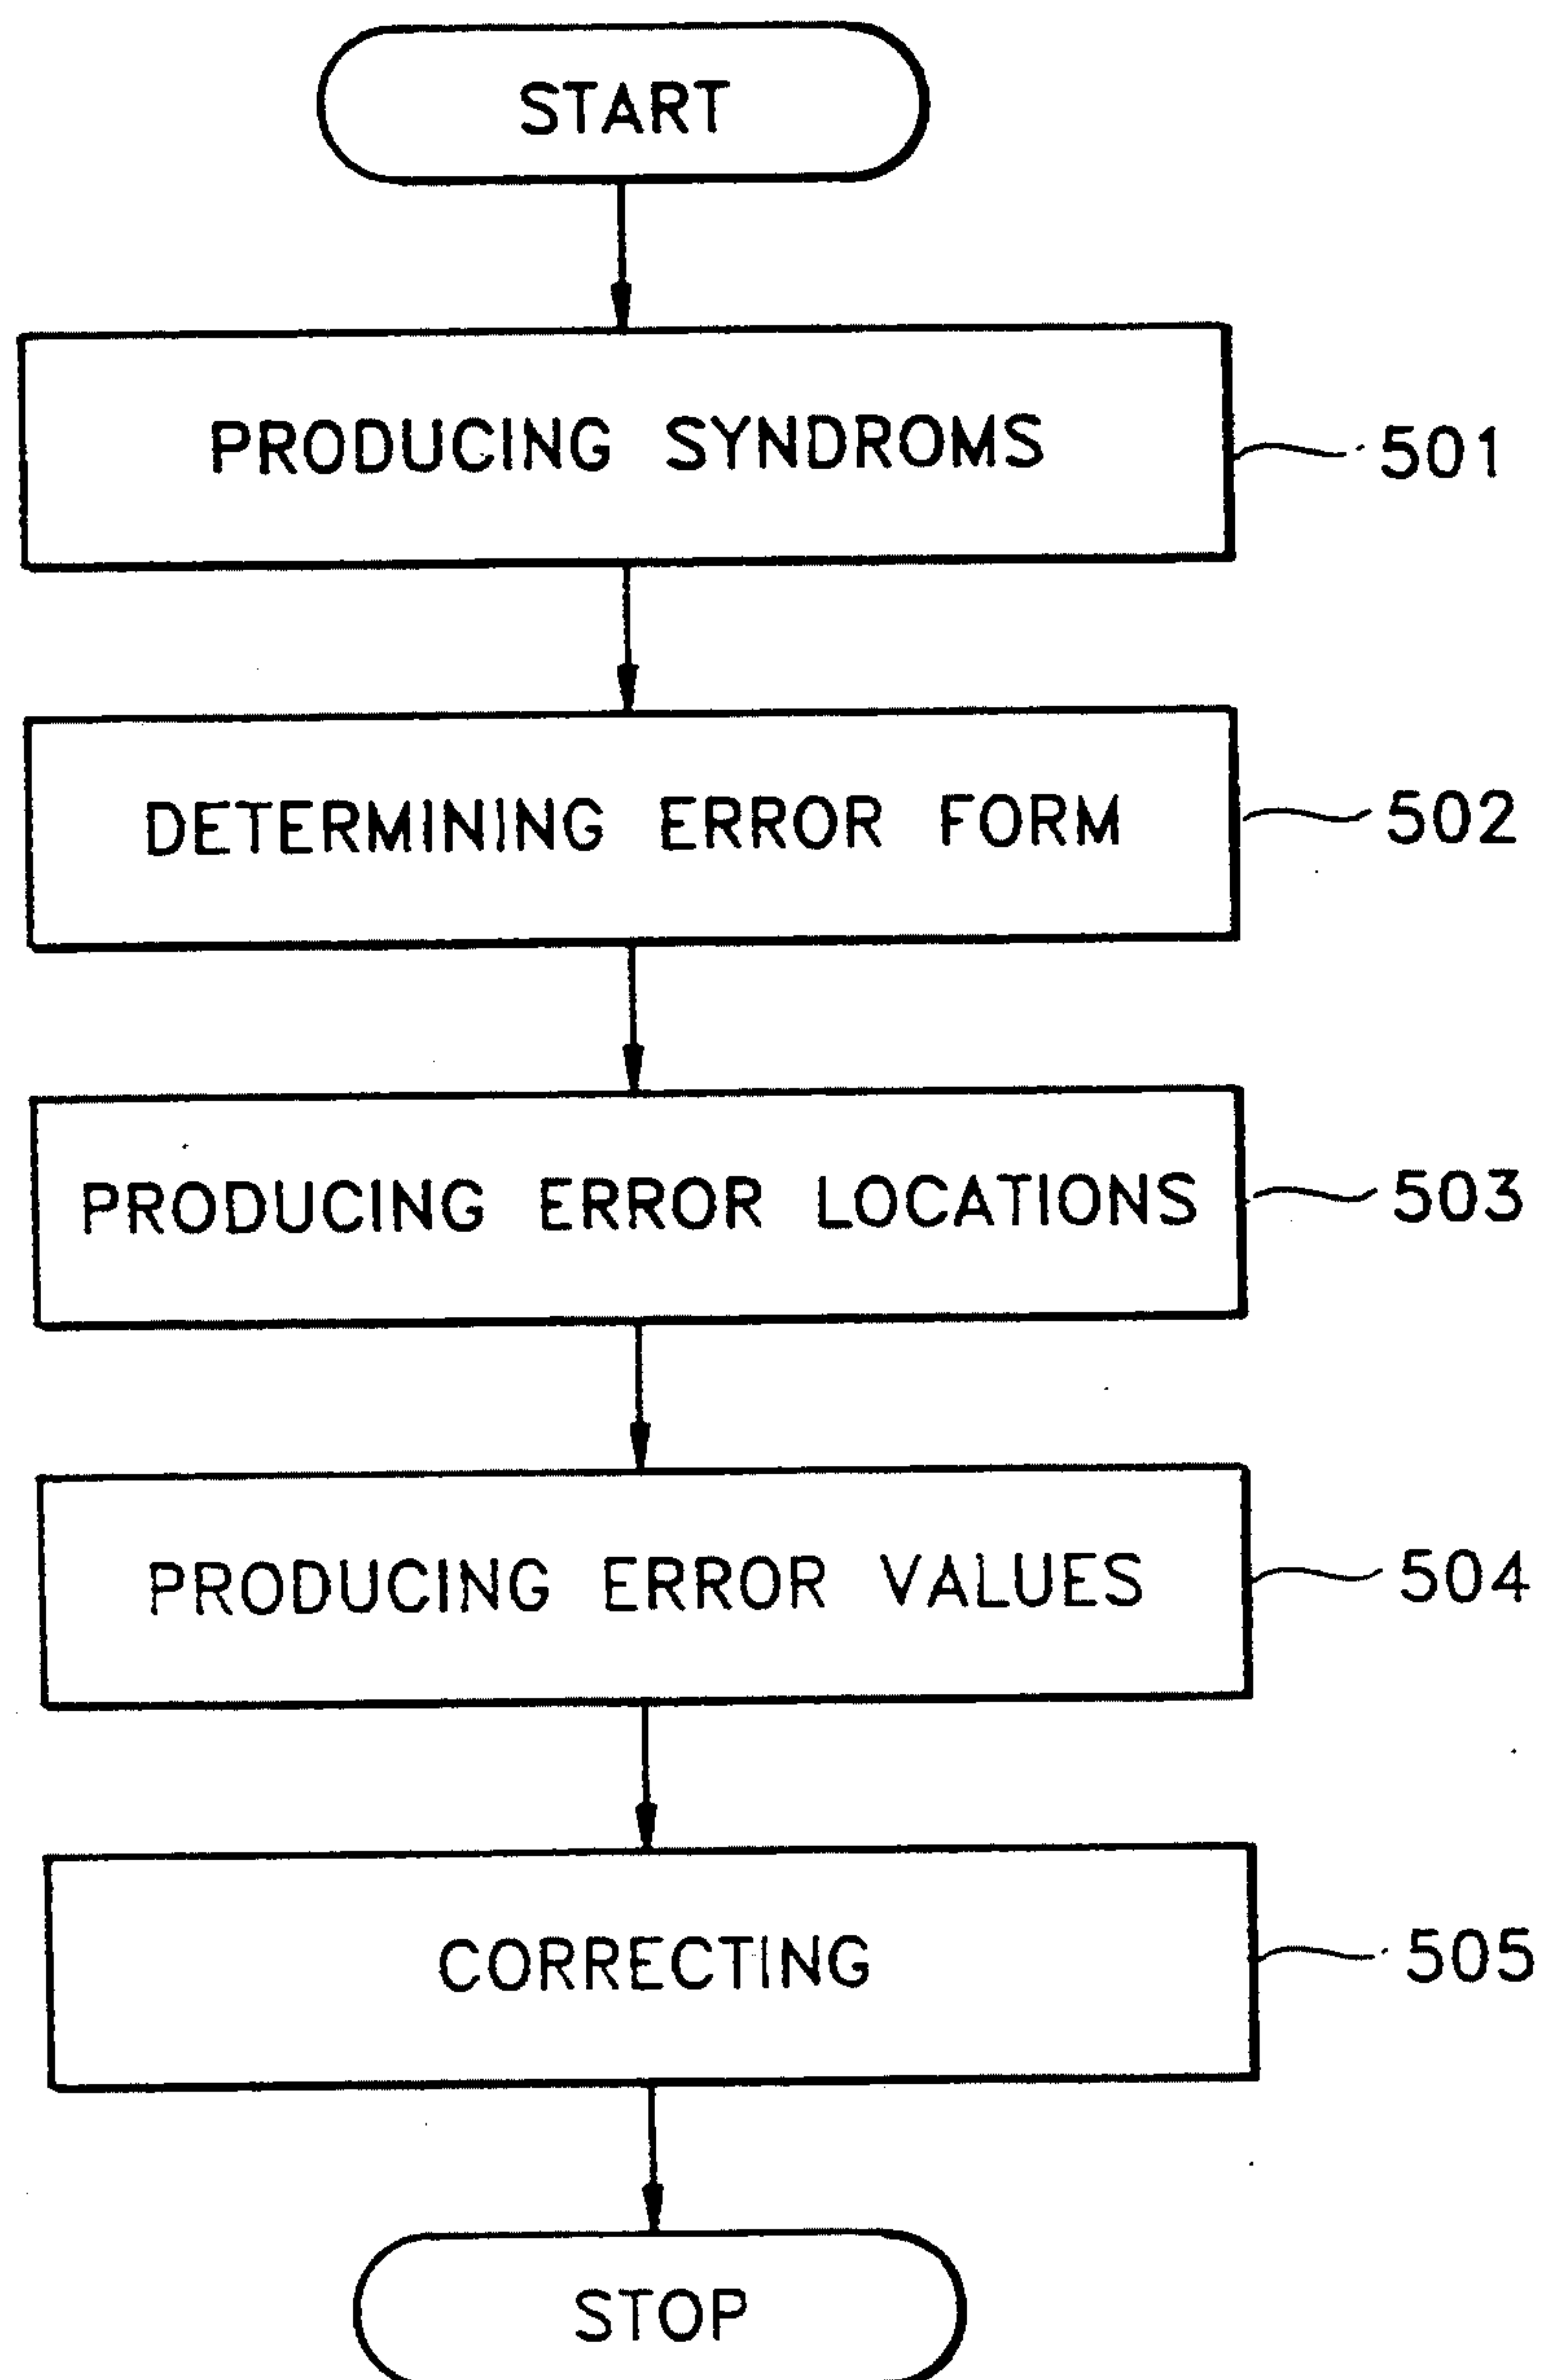 START
PRODUCING SYNDROMS
501
DETERMINING ERROR FORM
502
PRODUCING ERROR LOCATIONS
503
PRODUCING ERROR VALUES
504
CORRECTING
505
STOP